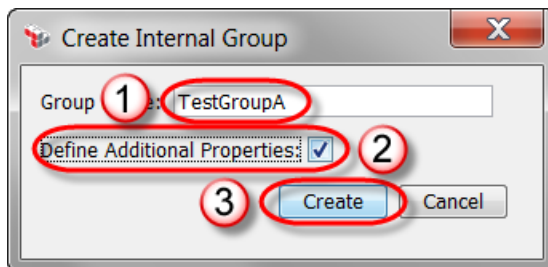 Create Internal Group
X
Group 1 e: TestGroupA
Define Additional Properties: 2
3 Create Cancel